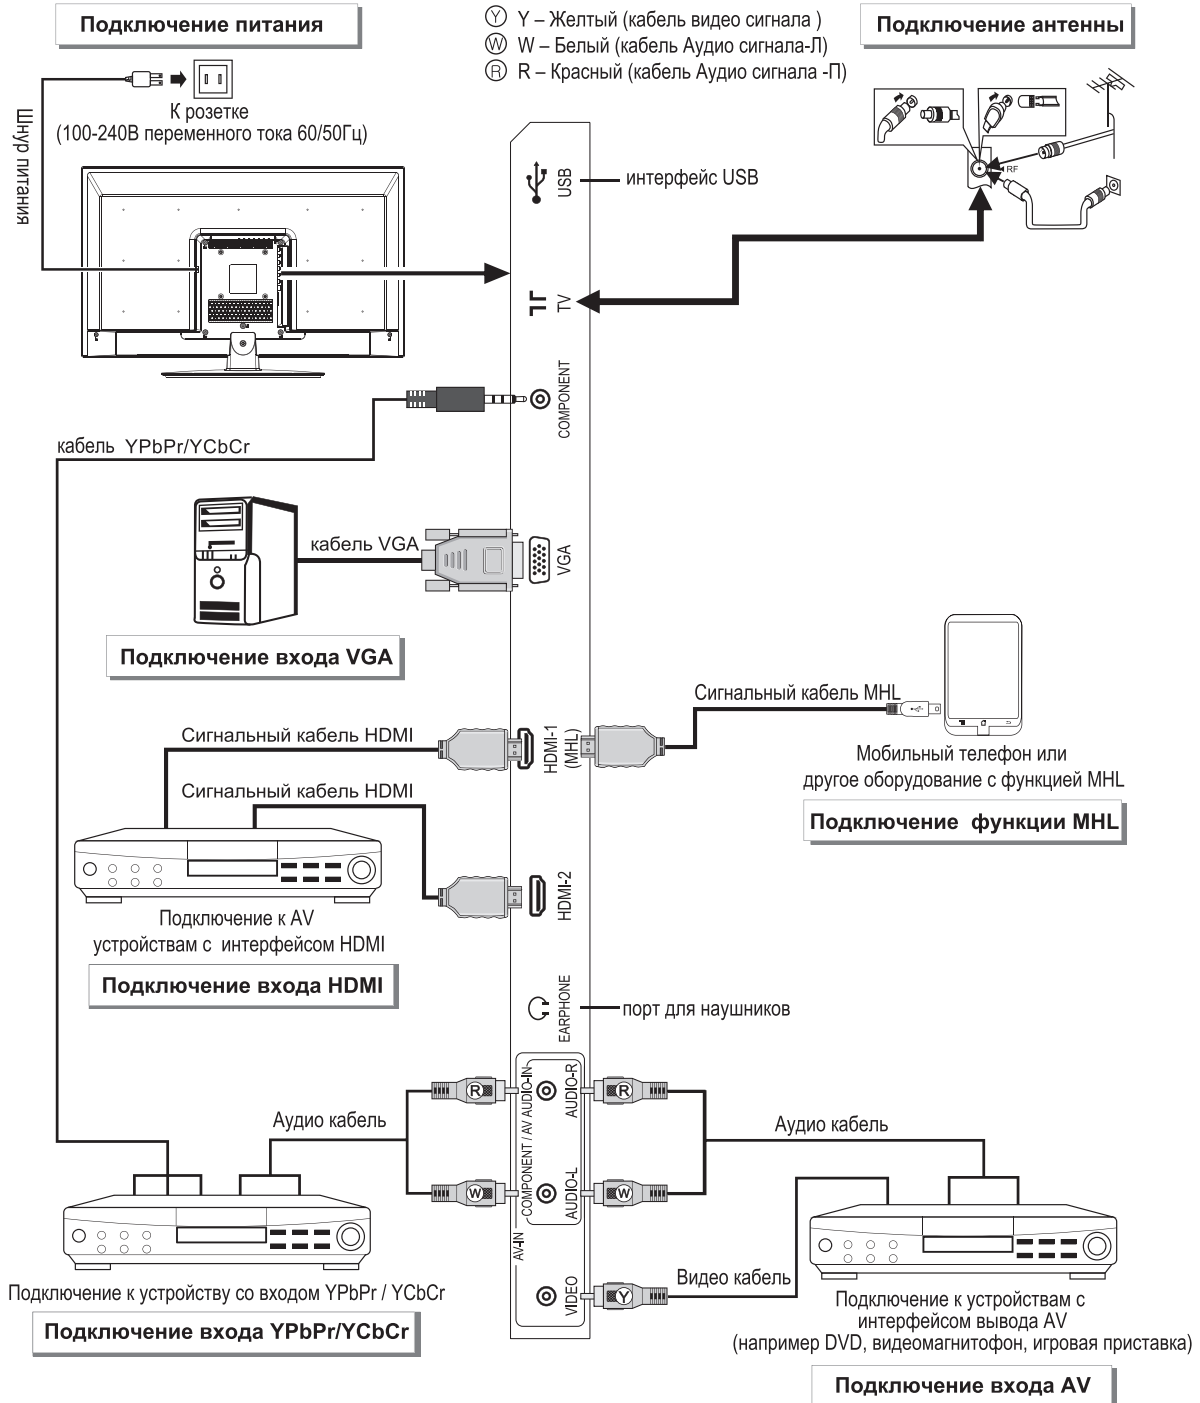 Подключение питания
Ⓨ Y – Желтый (кабель видео сигнала )
Ⓦ W – Белый (кабель Аудио сигнала-Л)
Ⓡ R – Красный (кабель Аудио сигнала -П)
Подключение антенны
К розетке
(100-240В переменного тока 60/50Гц)
Шнур питания
USB
интерфейс USB
RF
TV
COMPONENT
кабель YPbPr/YCbCr
кабель VGA
VGA
Подключение входа VGA
Сигнальный кабель MHL
Сигнальный кабель HDMI
HDMI-1
(MHL)
Мобильный телефон или
другое оборудование с функцией MHL
Подключение функции MHL
Сигнальный кабель HDMI
HDMI-2
Подключение к AV
устройствам с интерфейсом HDMI
Подключение входа HDMI
EARPHONE
порт для наушников
R
COMPONENT / AV AUDIO-IN
AUDIO-R
R
Аудио кабель
Аудио кабель
W
AUDIO-L
W
AV-IN
Видео кабель
VIDEO
Y
Подключение к устройству со входом YPbPr / YCbCr
Подключение входа YPbPr/YCbCr
Подключение к устройствам с
интерфейсом вывода AV
(например DVD, видеомагнитофон, игровая приставка)
Подключение входа AV